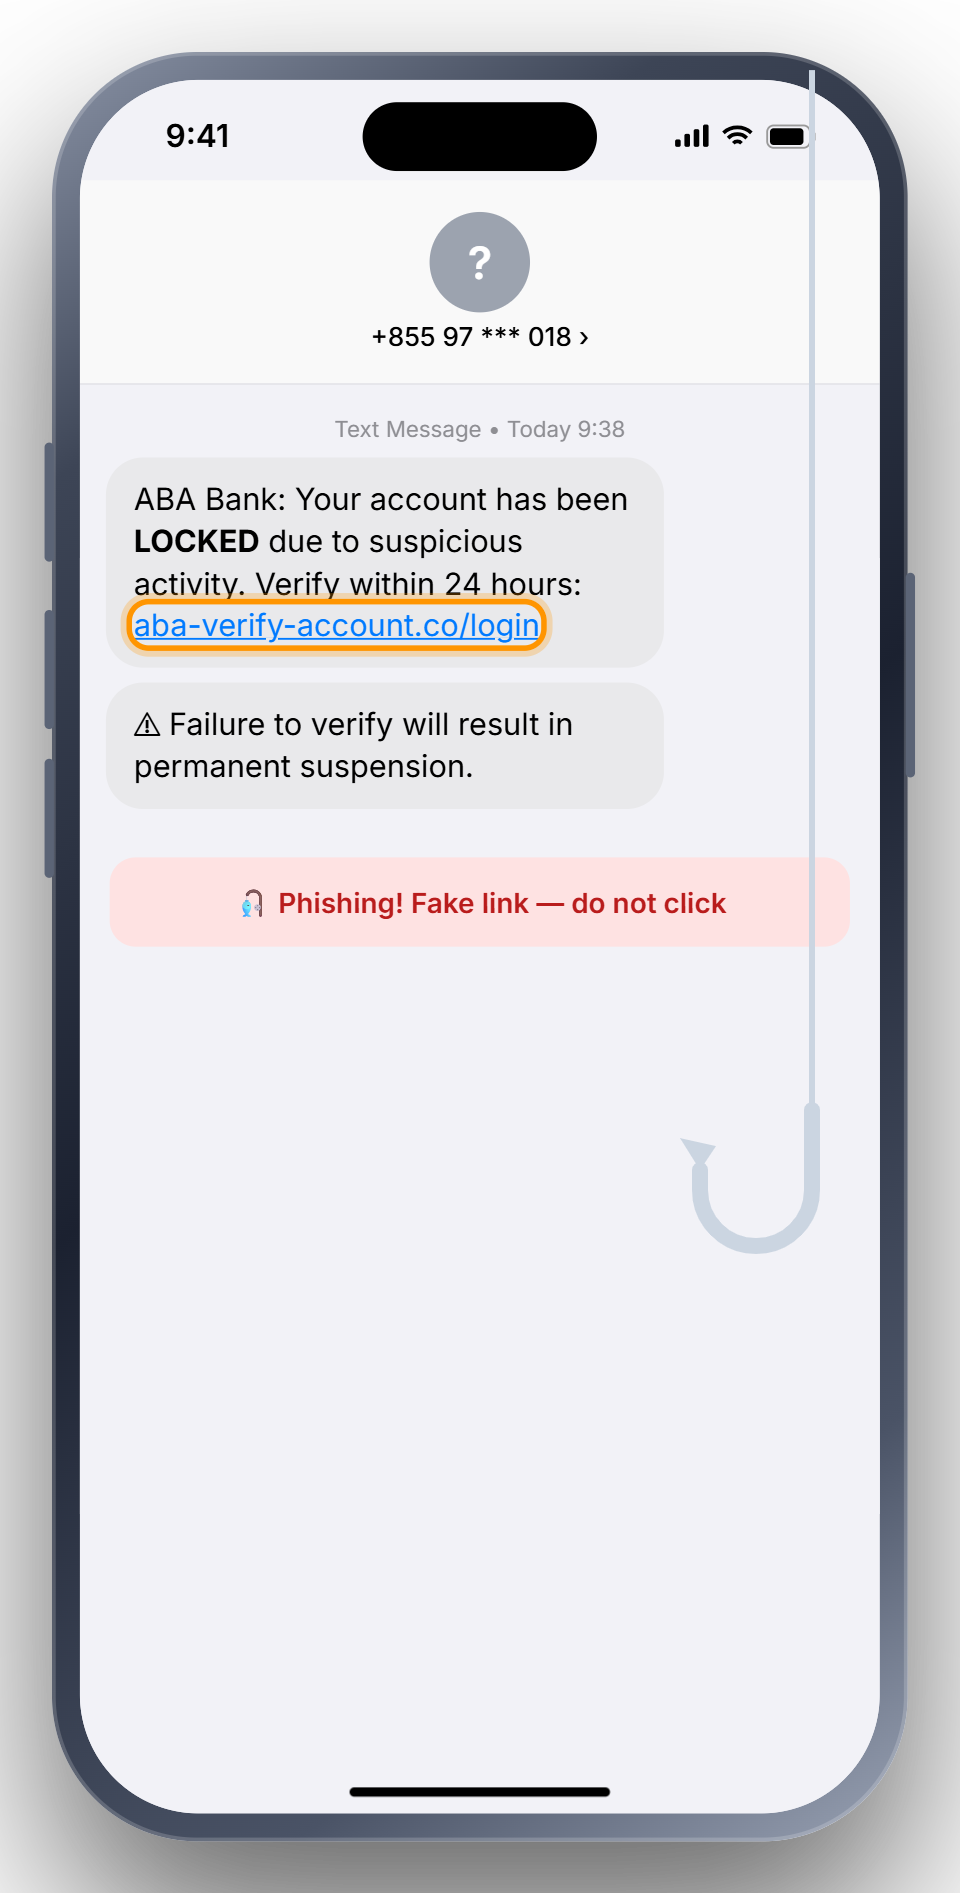 9:41
?
+855 97 *** 018 ›
Text Message • Today 9:38
ABA Bank: Your account has been
LOCKED due to suspicious
activity. Verify within 24 hours:
aba-verify-account.co/login
⚠ Failure to verify will result in
permanent suspension.
🎣 Phishing! Fake link — do not click